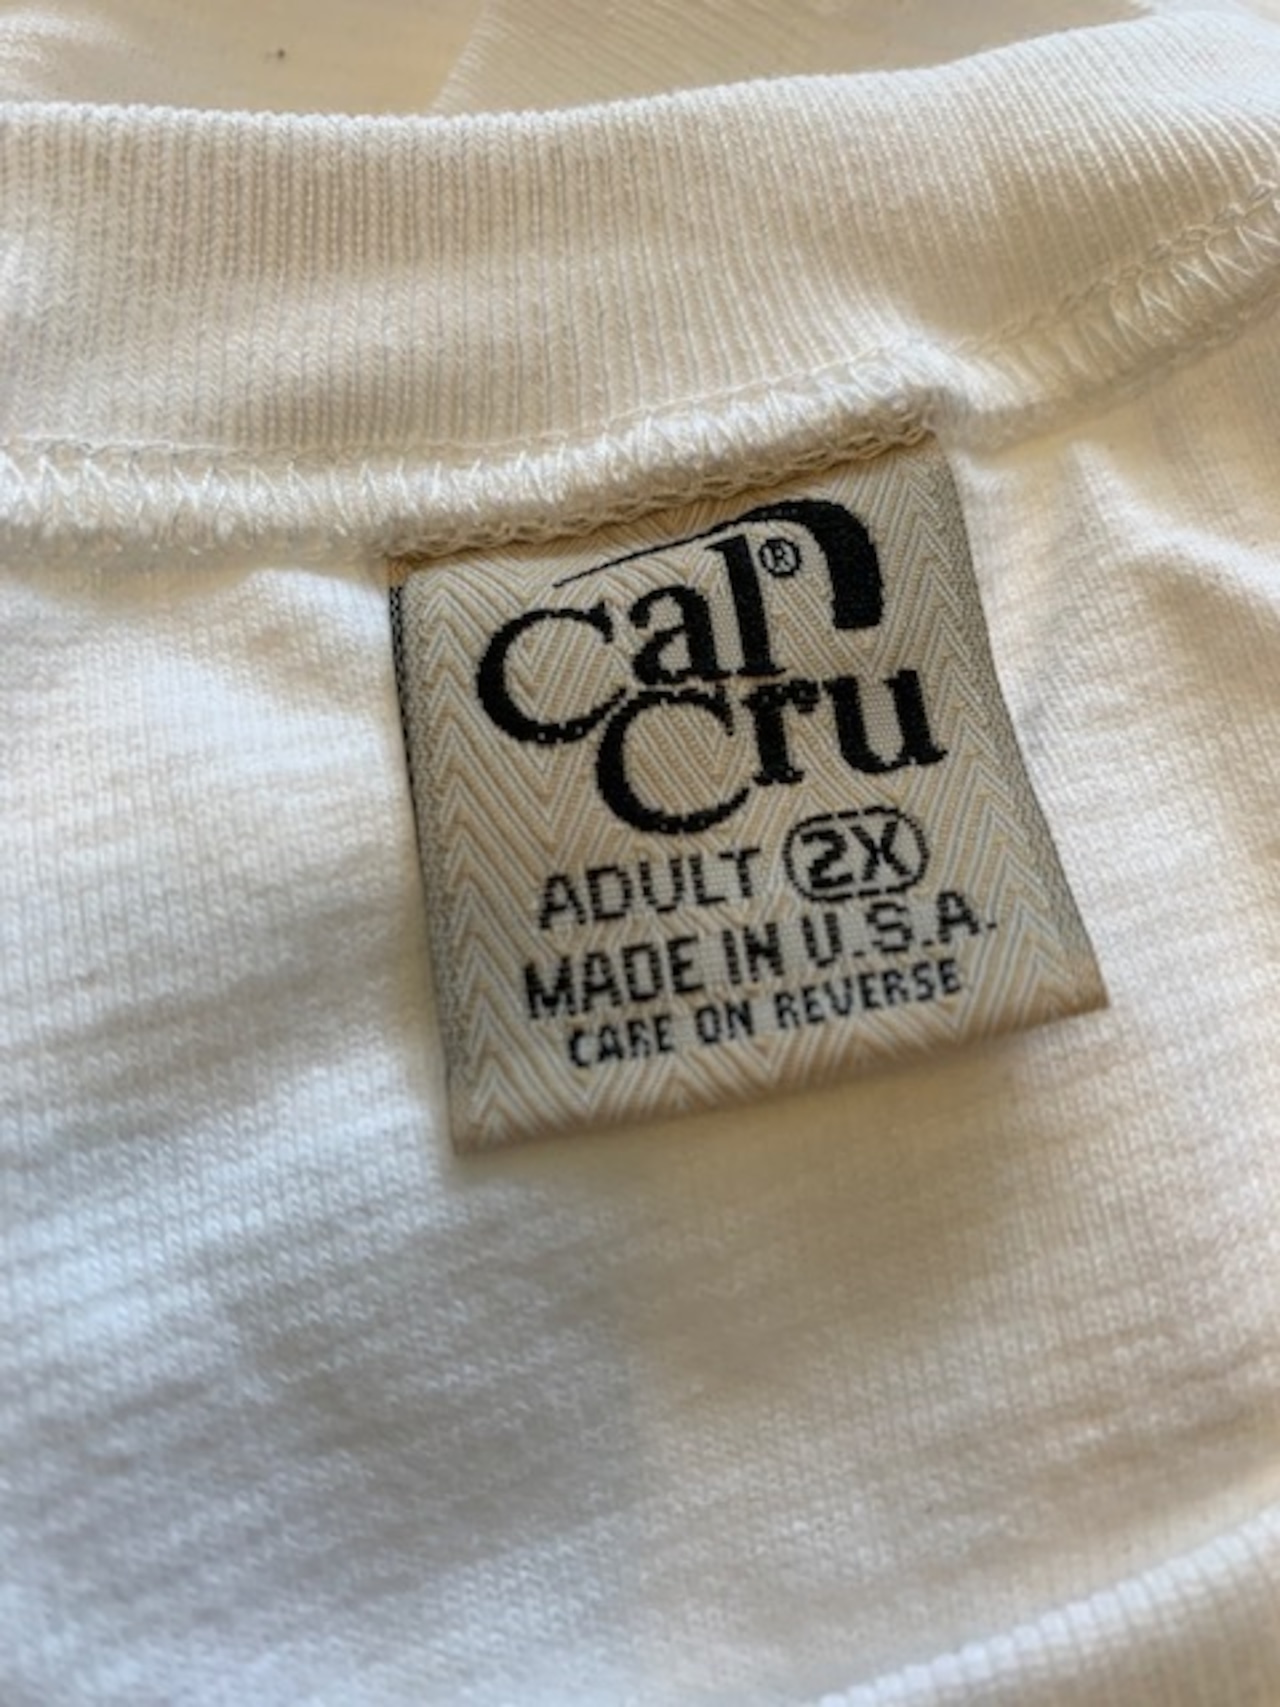 Cal®
Cru
ADULT 2X
MADE IN U.S.A.
CARE ON REVERSE